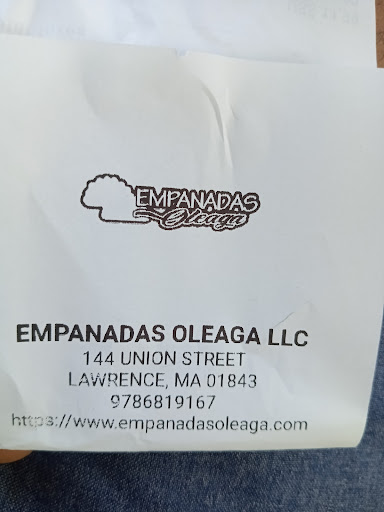 EMPANADAS
Oleaga
EMPANADAS OLEAGA LLC
144 UNION STREET
LAWRENCE, MA 01843
9786819167
https://www.empanadasoleaga.com